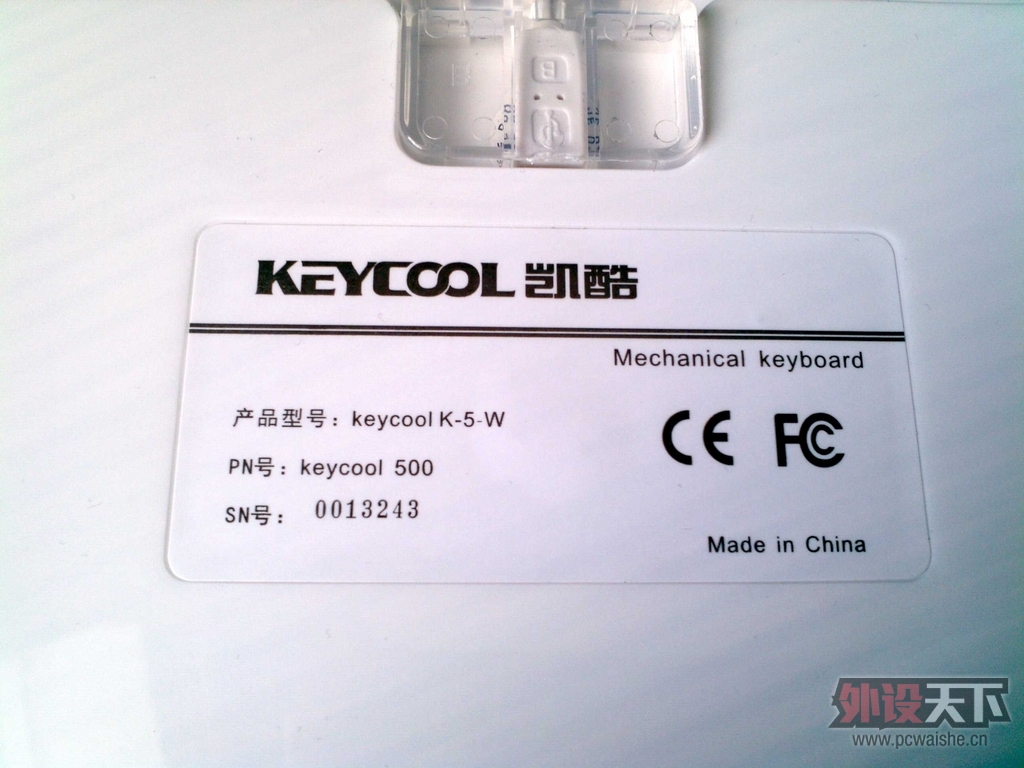 B
B
KEYCOOL 凯酷
Mechanical keyboard
产品型号：keycool K-5-W
PN号：keycool 500
SN号： 0013243
CE FC
Made in China
外设天下
www.pcwaishe.cn